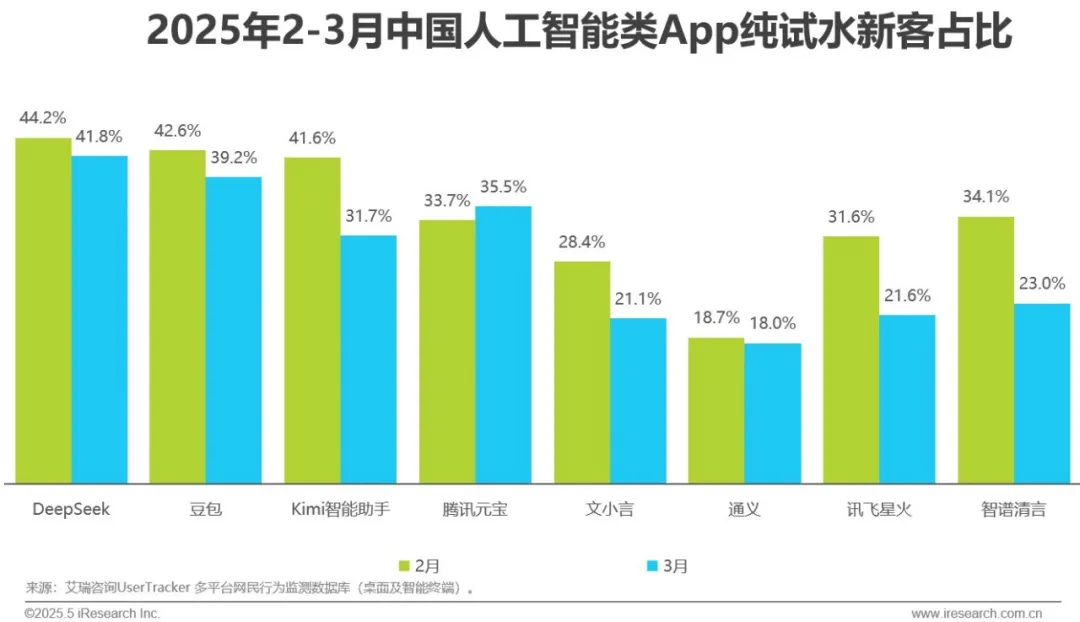 2025年2-3月中国人工智能类App纯试水新客占比
44.2% 41.8% 42.6% 39.2% 41.6% 31.7% 33.7% 35.5% 28.4% 21.1% 18.7% 18.0% 31.6% 21.6% 34.1% 23.0%
DeepSeek 豆包 Kimi智能助手 腾讯元宝 文小言 通义 讯飞星火 智谱清言
2月 3月
来源：艾瑞咨询UserTracker 多平台网民行为监测数据库（桌面及智能终端）。
©2025.5 iResearch Inc. www.iresearch.com.cn